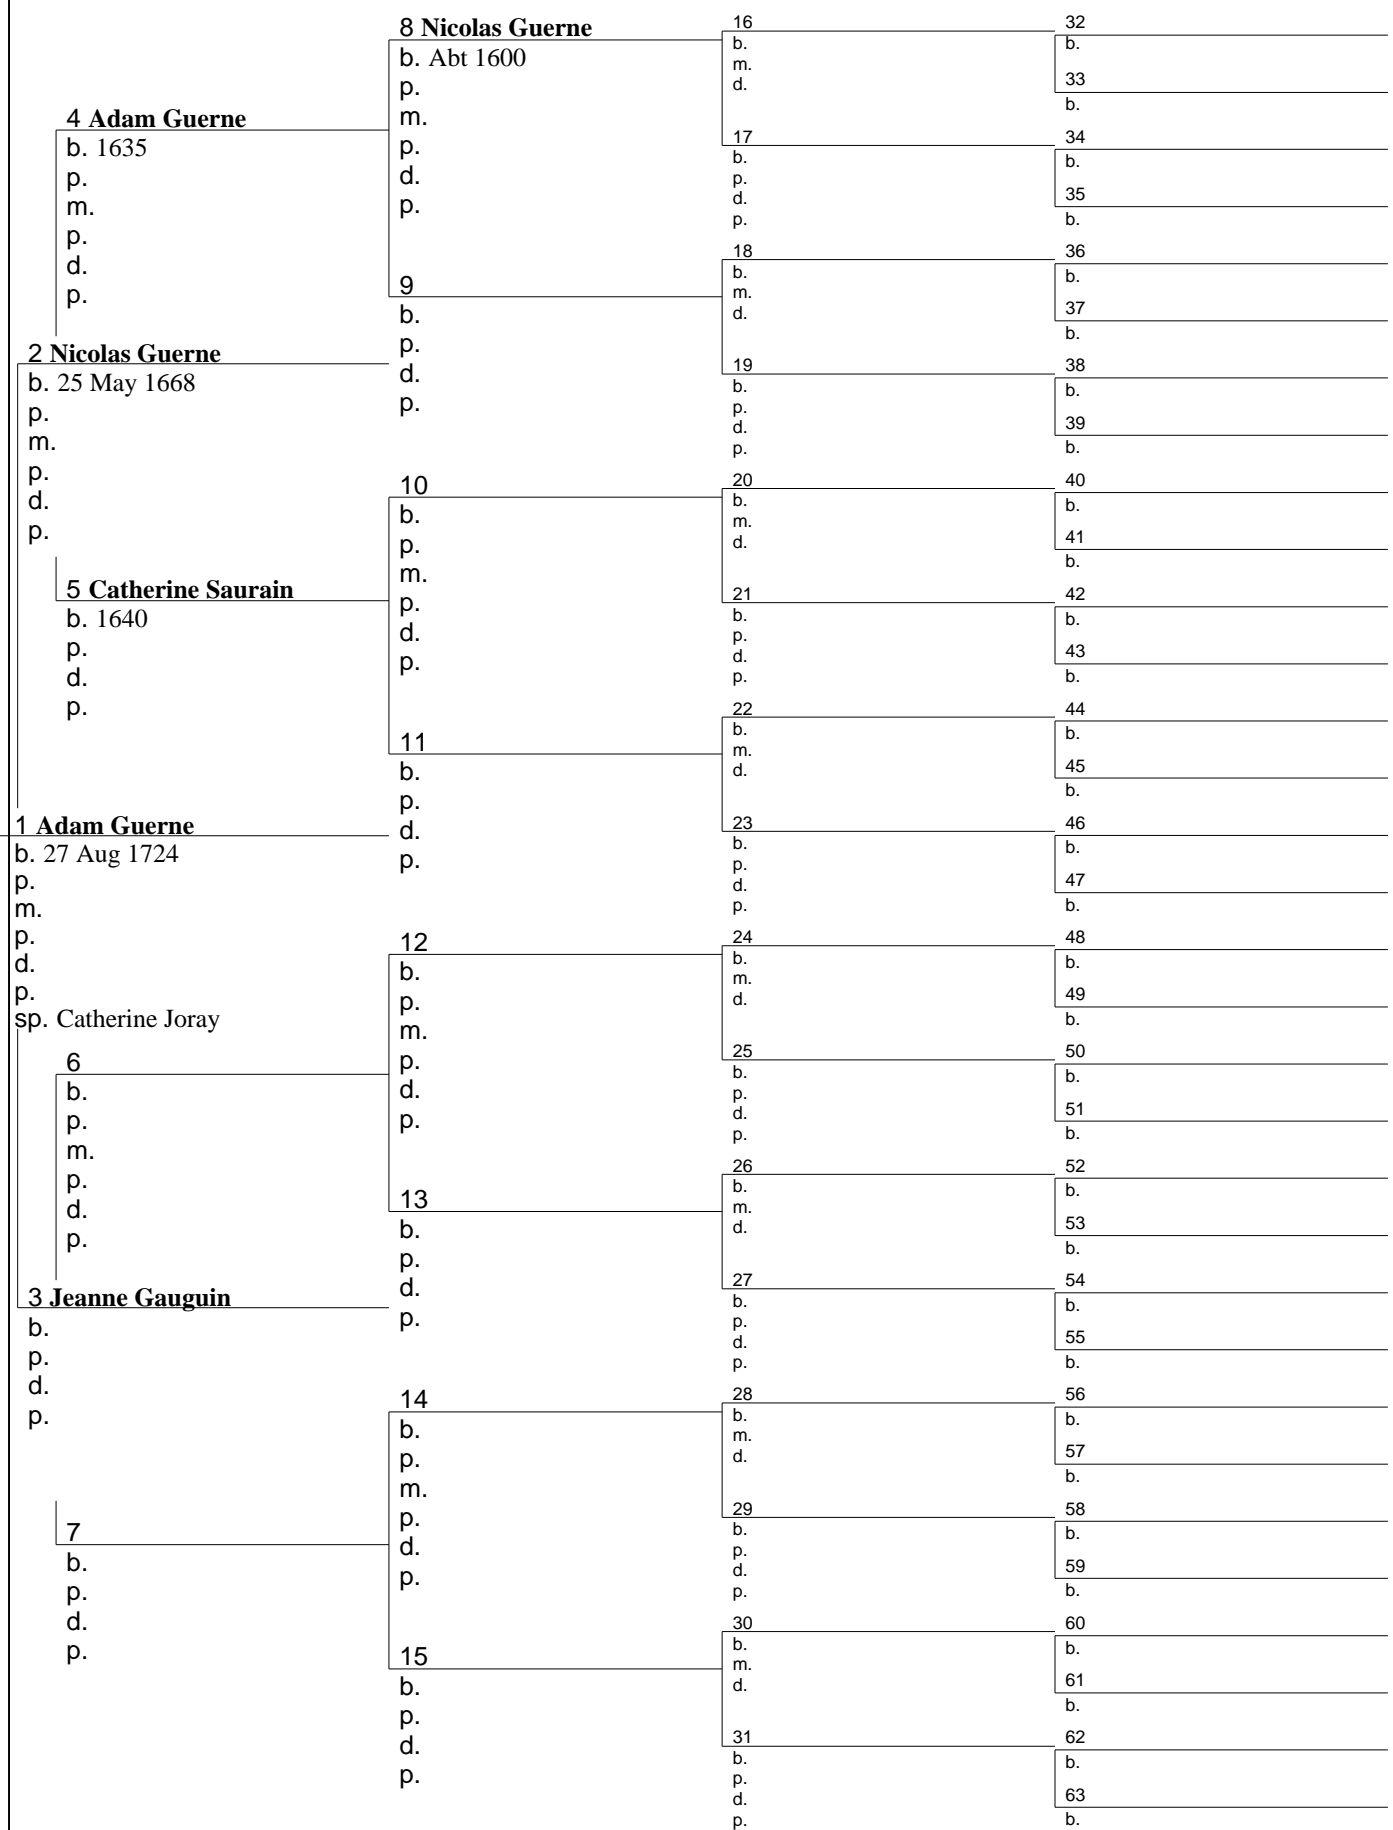 8 Nicolas Guerne
b. Abt 1600
p.
m.
p.
d.
p.
4 Adam Guerne
b. 1635
p.
m.
p.
d.
p.
9
b.
p.
d.
p.
2 Nicolas Guerne
b. 25 May 1668
p.
m.
p.
d.
p.
10
b.
p.
m.
p.
d.
p.
5 Catherine Saurain
b. 1640
p.
d.
p.
11
b.
p.
d.
p.
1 Adam Guerne
b. 27 Aug 1724
p.
m.
p.
d.
p.
sp. Catherine Joray
12
b.
p.
m.
p.
d.
p.
6
b.
p.
m.
p.
d.
p.
13
b.
p.
d.
p.
3 Jeanne Gauguin
b.
p.
d.
p.
14
b.
p.
m.
p.
d.
p.
7
b.
p.
d.
p.
15
b.
p.
d.
p.
16
b.
m.
d.
17
b.
p.
d.
p.
18
b.
m.
d.
19
b.
p.
d.
p.
20
b.
m.
d.
21
b.
p.
d.
p.
22
b.
m.
d.
23
b.
p.
d.
p.
24
b.
m.
d.
25
b.
p.
d.
p.
26
b.
m.
d.
27
b.
p.
d.
p.
28
b.
m.
d.
29
b.
p.
d.
p.
30
b.
m.
d.
31
b.
p.
d.
p.
32
b.
33
b.
34
b.
35
b.
36
b.
37
b.
38
b.
39
b.
40
b.
41
b.
42
b.
43
b.
44
b.
45
b.
46
b.
47
b.
48
b.
49
b.
50
b.
51
b.
52
b.
53
b.
54
b.
55
b.
56
b.
57
b.
58
b.
59
b.
60
b.
61
b.
62
b.
63
b.